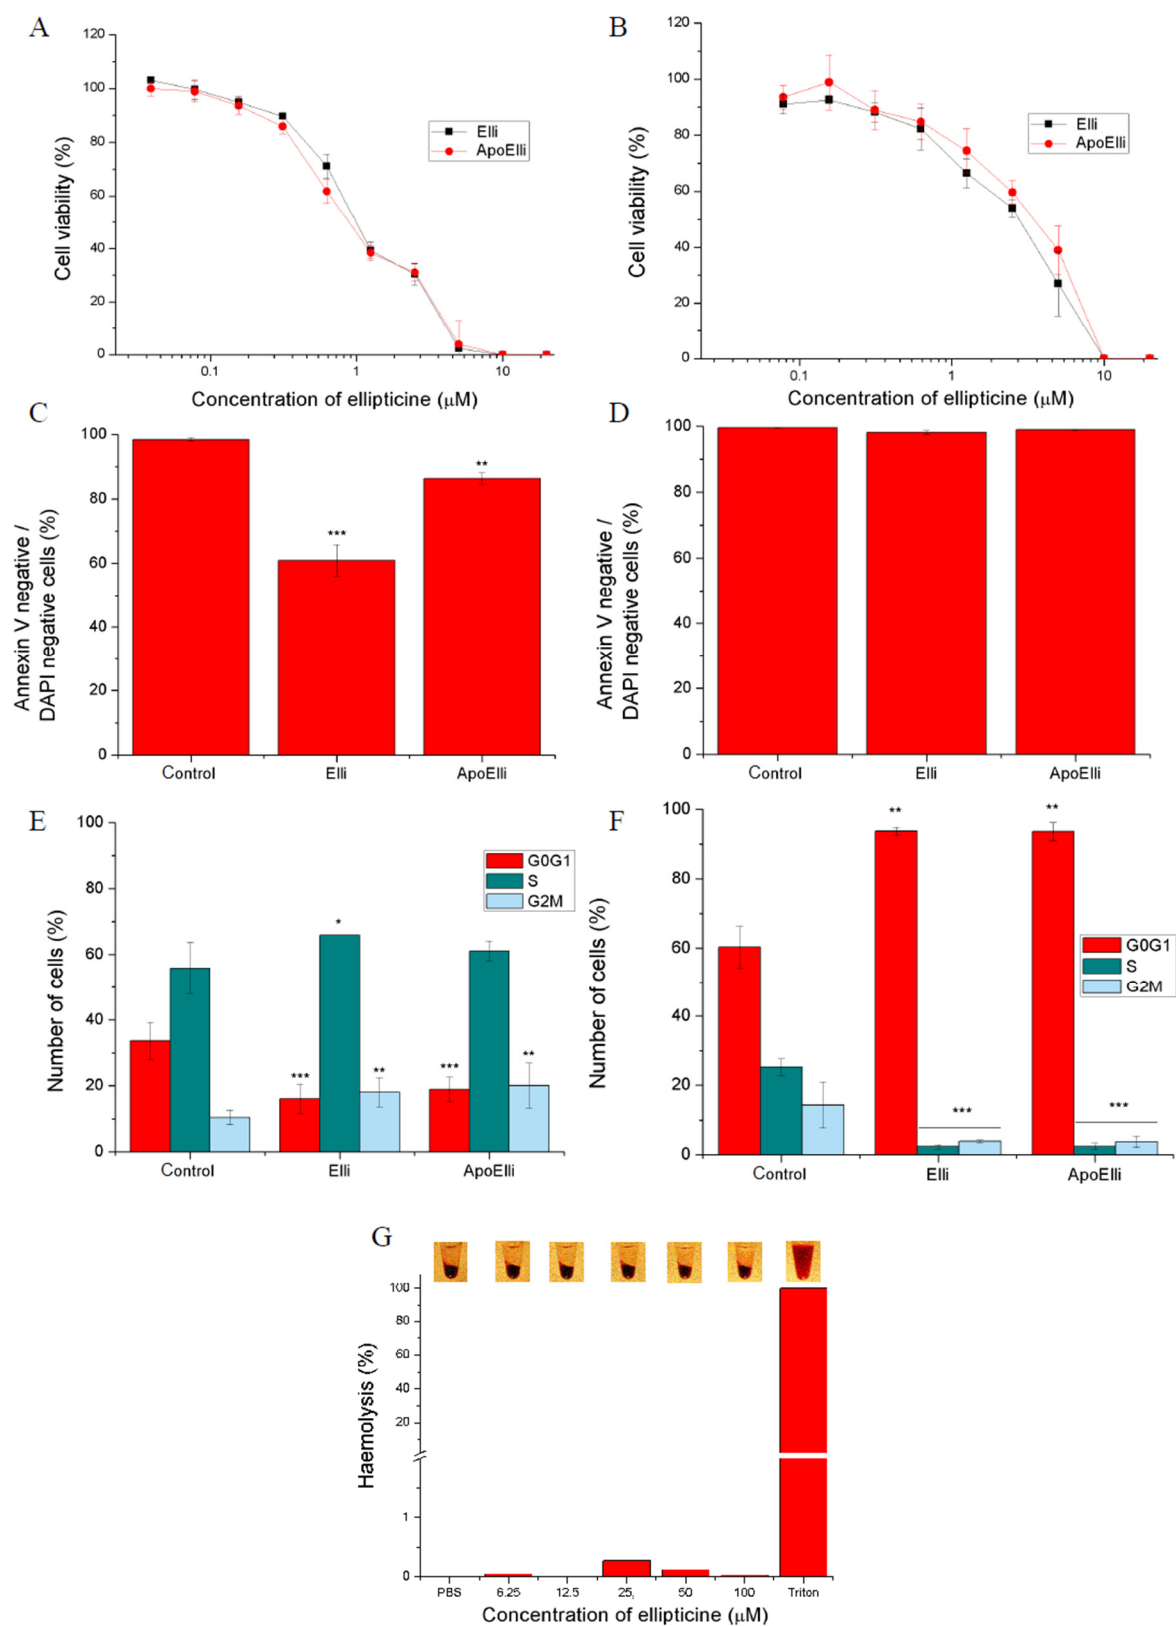 A
120
100
80
60
40
20
0
Cell viability (%)
Elli
ApoElli
0.1
1
10
Concentration of ellipticine (μM)
B
120
100
80
60
40
20
0
Cell viability (%)
Elli
ApoElli
0.1
1
10
Concentration of ellipticine (μM)
C
100
80
60
40
20
0
Annexin V negative /
DAPI negative cells (%)
***
**
Control
Elli
ApoElli
D
100
80
60
40
20
0
Annexin V negative /
DAPI negative cells (%)
Control
Elli
ApoElli
E
100
80
60
40
20
0
Number of cells (%)
G0G1
S
G2M
*
***
**
***
**
Control
Elli
ApoElli
F
100
80
60
40
20
0
Number of cells (%)
G0G1
S
G2M
**
**
***
***
Control
Elli
ApoElli
G
100
80
60
40
20
1
0
Haemolysis (%)
PBS
6.25
12.5
25
50
100
Triton
Concentration of ellipticine (μM)